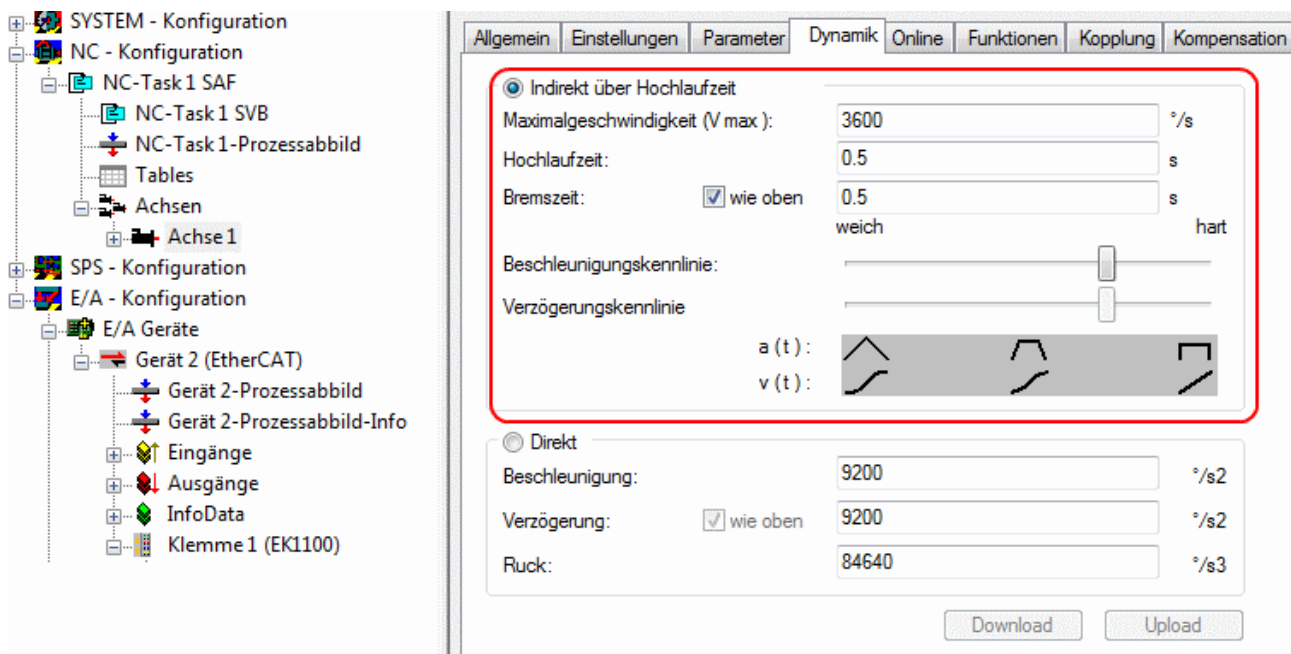 SYSTEM - Konfiguration
NC - Konfiguration
NC-Task 1 SAF
NC-Task 1 SVB
NC-Task 1-Prozessabbild
Tables
Achsen
Achse 1
SPS - Konfiguration
E/A - Konfiguration
E/A Geräte
Gerät 2 (EtherCAT)
Gerät 2-Prozessabbild
Gerät 2-Prozessabbild-Info
Eingänge
Ausgänge
InfoData
Klemme 1 (EK1100)
Allgemein Einstellungen Parameter Dynamik Online Funktionen Kopplung Kompensation
Indirekt über Hochlaufzeit
Maximalgeschwindigkeit (V max ): 3600 °/s
Hochlaufzeit: 0.5 s
Bremszeit: wie oben 0.5 s
weich hart
Beschleunigungskennlinie:
Verzögerungskennlinie
a ( t ) :
v ( t ) :
Direkt
Beschleunigung: 9200 °/s2
Verzögerung: wie oben 9200 °/s2
Ruck: 84640 °/s3
Download Upload